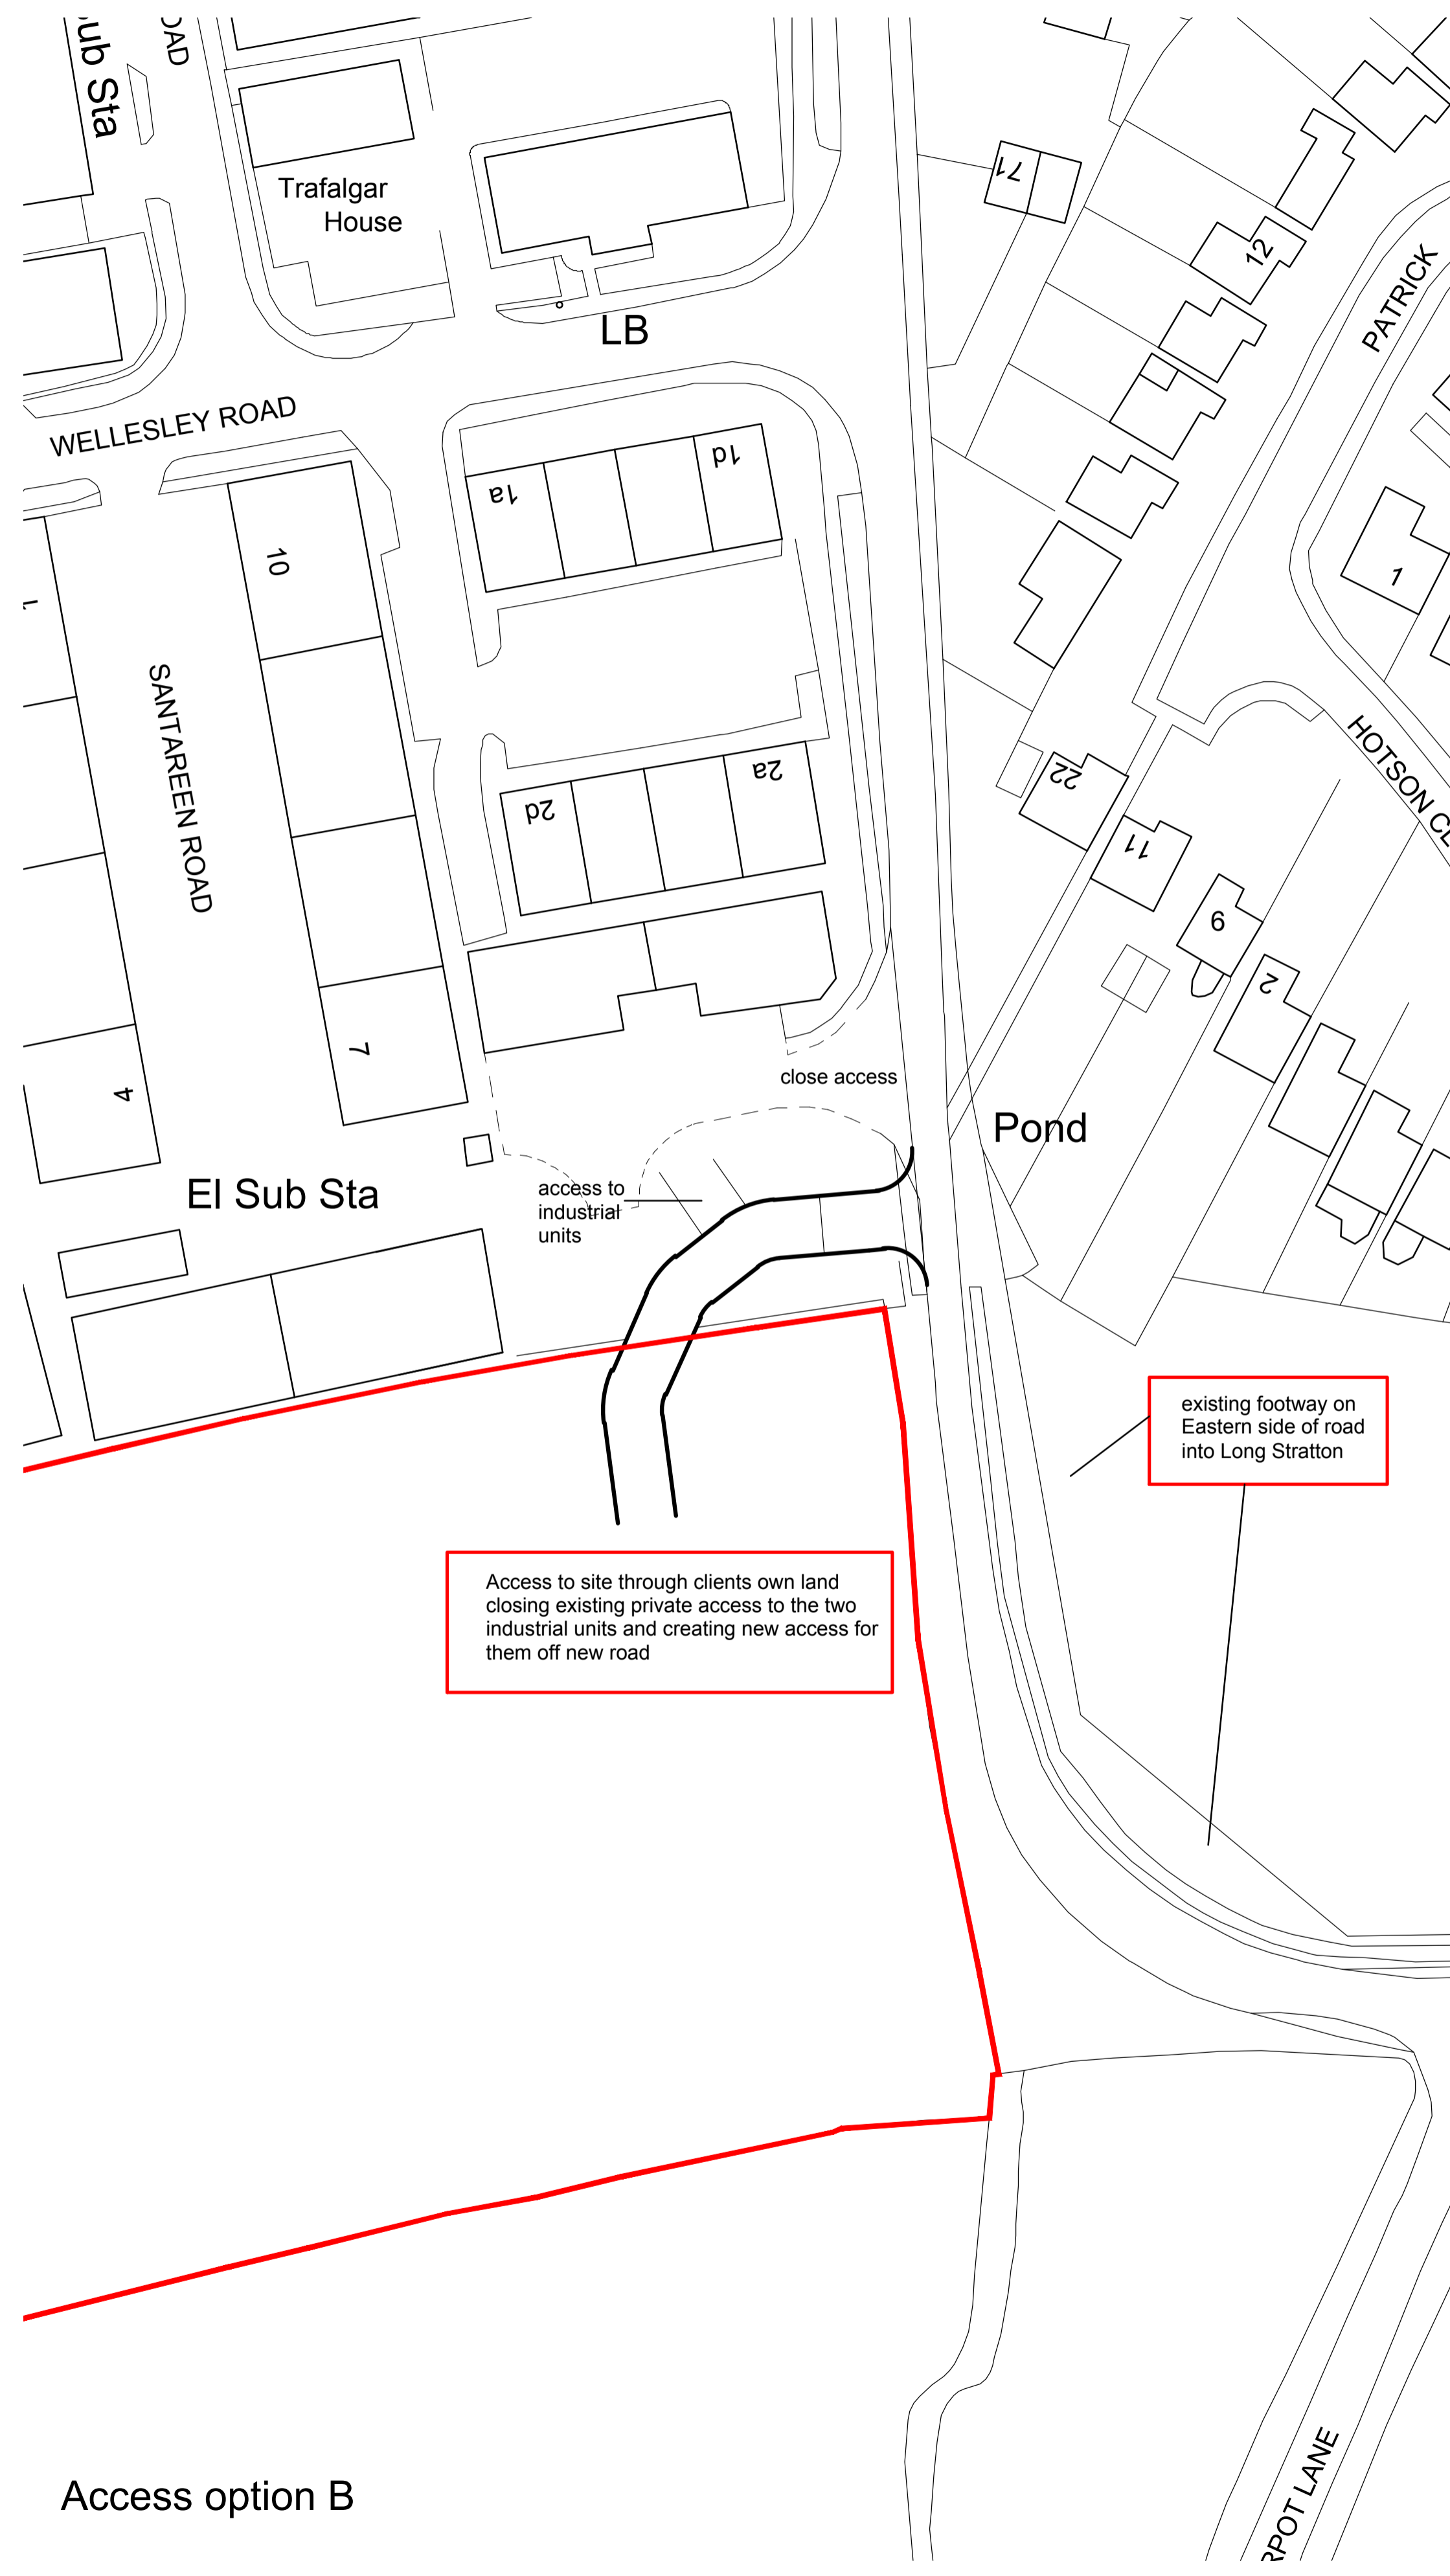 Sub Sta
OAD
Trafalgar
House
LB
71
12
PATRICK
WELLESLEY ROAD
1a
1d
10
1
1
SANTAREEN ROAD
HOTSON CL
2d
2a
22
11
9
2
7
4
close access
Pond
El Sub Sta
access to
industrial
units
existing footway on
Eastern side of road
into Long Stratton
Access to site through clients own land
closing existing private access to the two
industrial units and creating new access for
them off new road
Access option B
RPOT LANE